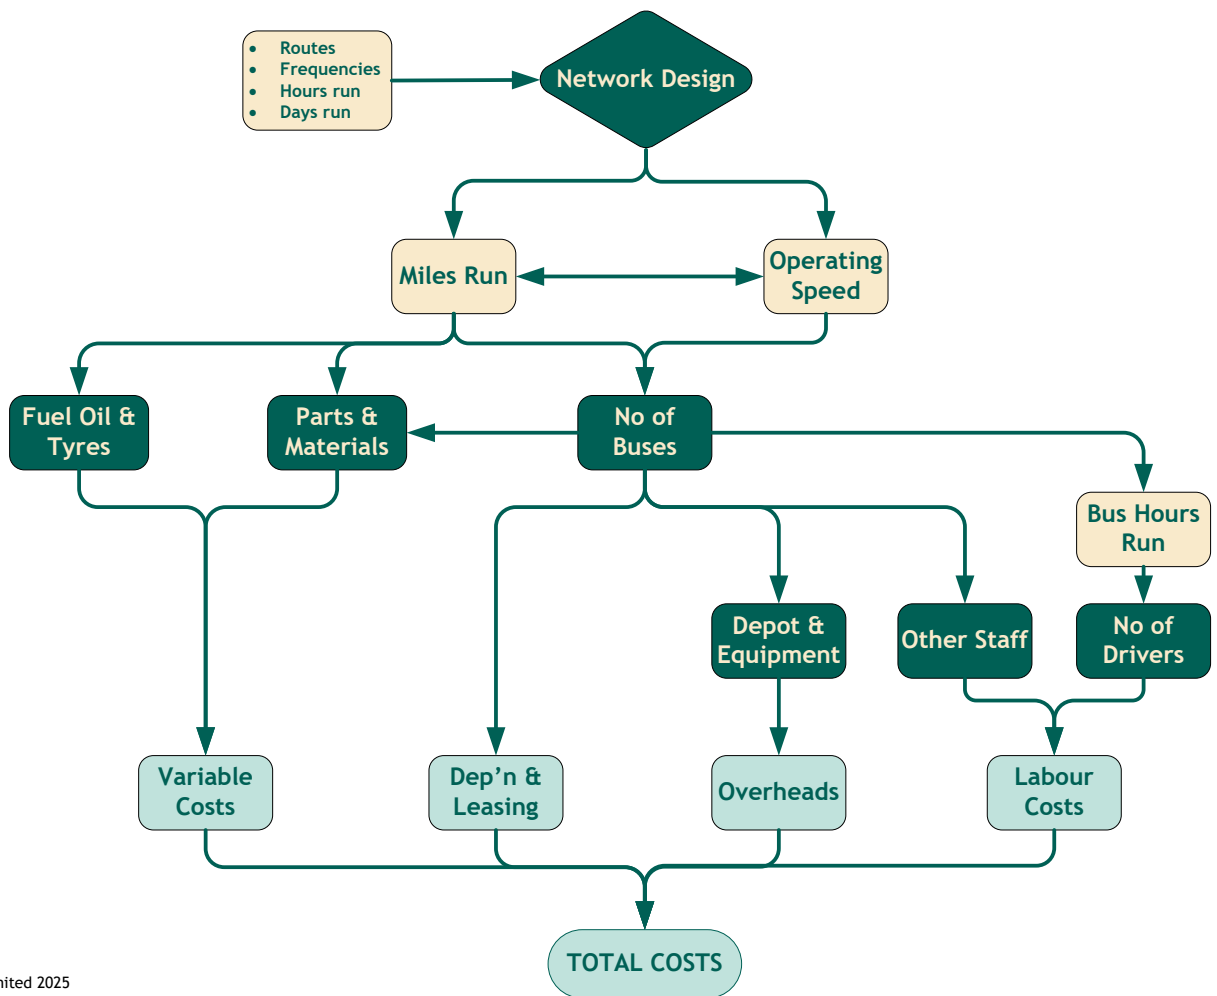 • Routes
• Frequencies
• Hours run
• Days run
Network Design
Miles Run
Operating
Speed
Fuel Oil &
Tyres
Parts &
Materials
No of
Buses
Bus Hours
Run
Depot &
Equipment
Other Staff
No of
Drivers
Variable
Costs
Dep’n &
Leasing
Overheads
Labour
Costs
TOTAL COSTS
2025